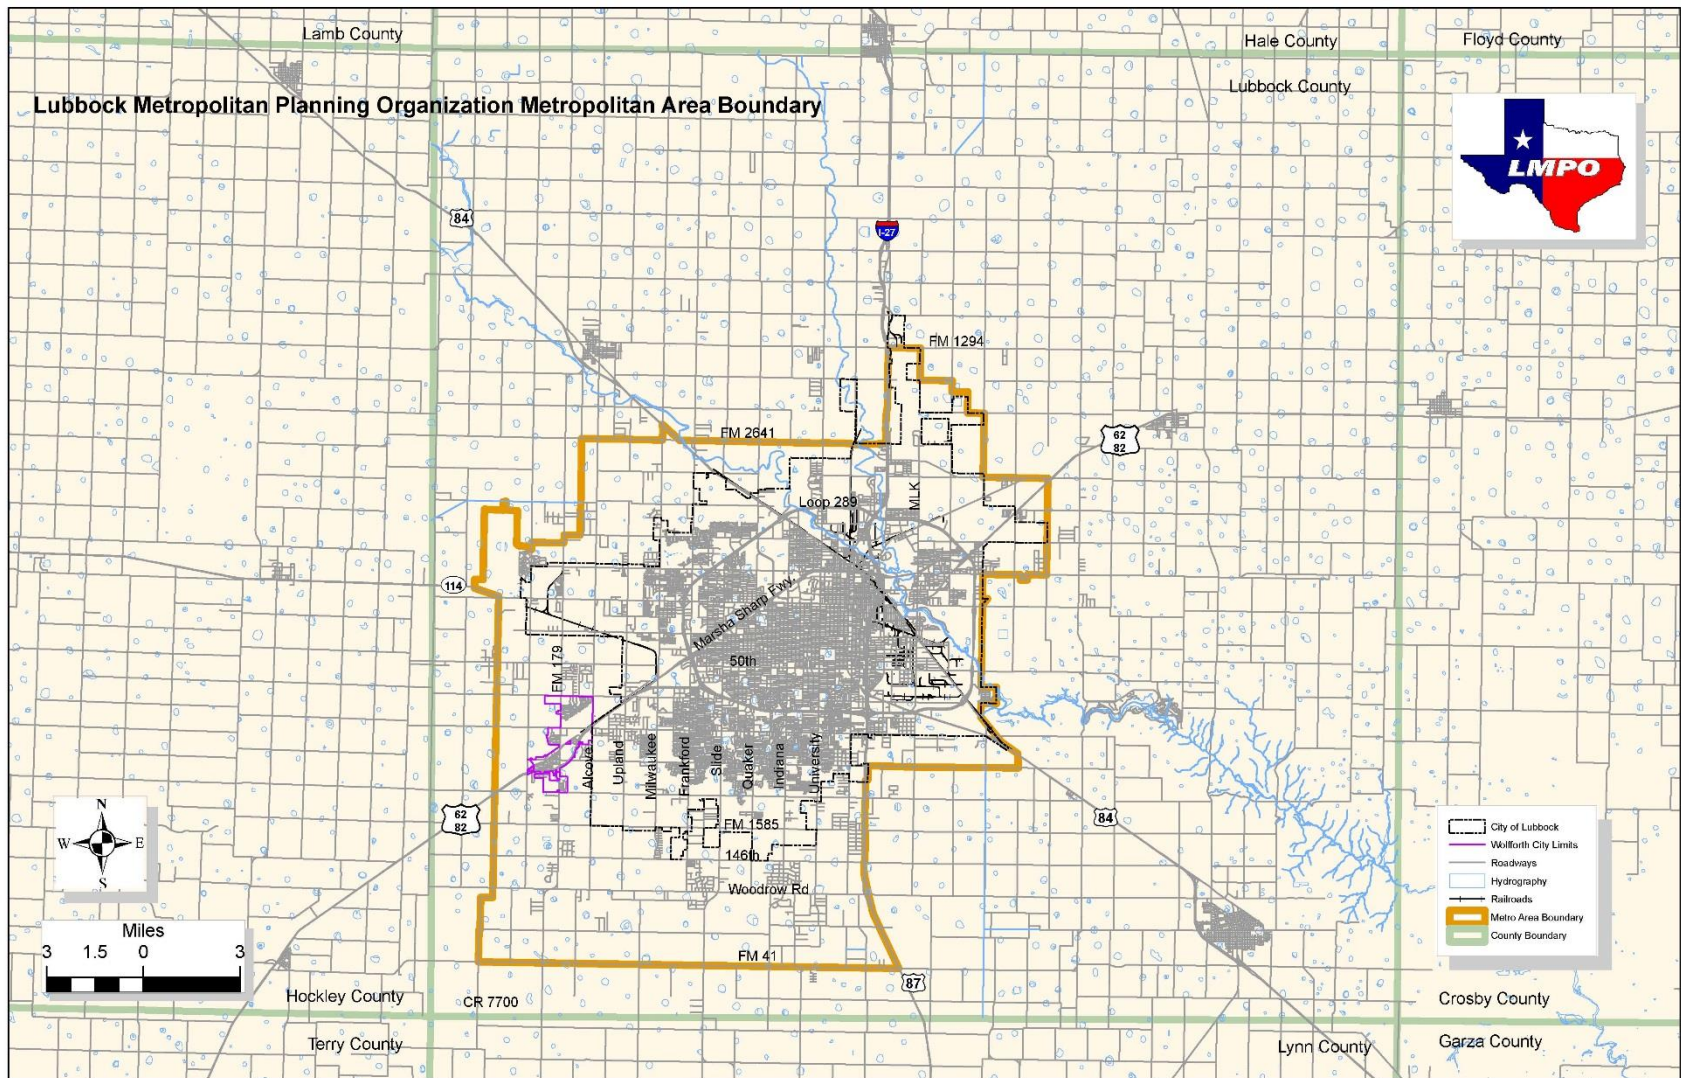 Lamb County
Hale County
Floyd County
Lubbock County
Lubbock Metropolitan Planning Organization Metropolitan Area Boundary
LMPO
84
I-27
FM 1294
FM 2641
62
82
Loop 289
MLK
114
Marsha Sharp Fwy.
50th
FM 179
Alcove
Upland
Milwaukee
Frankford
Slide
Quaker
Indiana
University
62
82
FM 1585
146th
84
Woodrow Rd
N
W
E
S
City of Lubbock
Wolfforth City Limits
Roadways
Hydrography
Railroads
Metro Area Boundary
County Boundary
Miles
3 1.5 0 3
FM 41
87
Hockley County
CR 7700
Crosby County
Terry County
Lynn County
Garza County